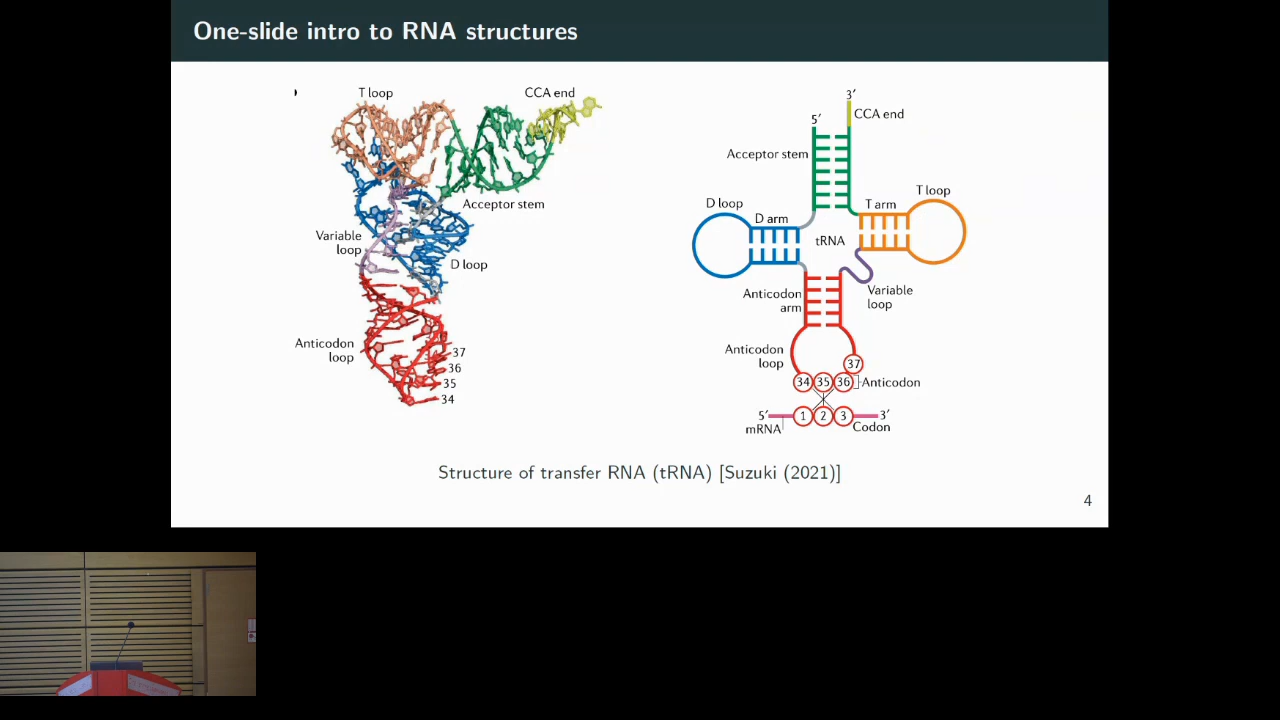 One-slide intro to RNA structures
T loop
CCA end
Acceptor stem
Variable
loop
D loop
Anticodon
loop
37
36
35
34
3′
5′
CCA end
Acceptor stem
T loop
D loop
T arm
D arm
tRNA
Anticodon
arm
Variable
loop
Anticodon
loop
37
34 35 36
Anticodon
5′
1 2 3
3′
mRNA
Codon
Structure of transfer RNA (tRNA) [Suzuki (2021)]
4